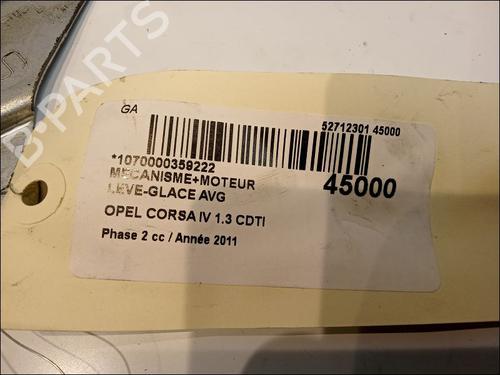 GA
52712301 45000
*1070000359222
MECANISME+MOTEUR
LEVE-GLACE AVG
45000
OPEL CORSA IV 1.3 CDTI
Phase 2 cc / Année 2011
B-PARTS